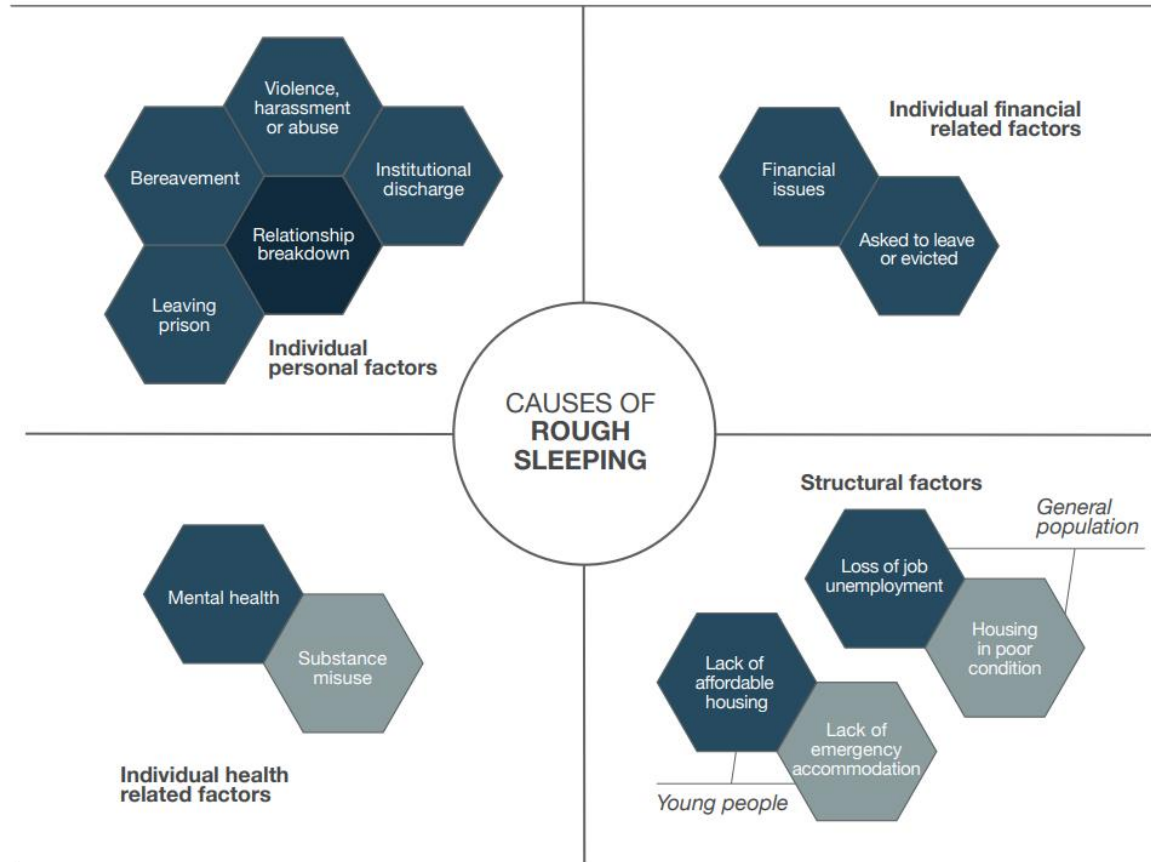 Violence,
harassment
or abuse
Bereavement
Institutional
discharge
Relationship
breakdown
Leaving
prison
Individual
personal factors
Individual financial
related factors
Financial
issues
Asked to leave
or evicted
CAUSES OF
ROUGH
SLEEPING
Mental health
Substance
misuse
Individual health
related factors
Structural factors
General
population
Loss of job
unemployment
Housing
in poor
condition
Lack of
affordable
housing
Lack of
emergency
accommodation
Young people